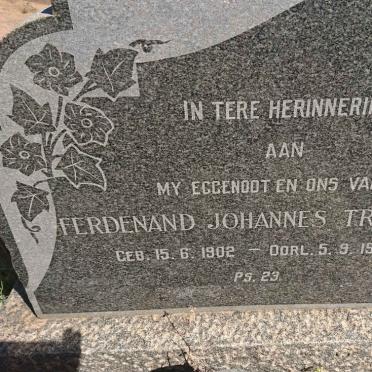 IN TERE HERINNERIN
AAN
MY EGGENOOT EN ONS VA
FERDENAND JOHANNES TR
GEB. 15. 6. 1902 — OORL. 5. 9. 19
PS. 23